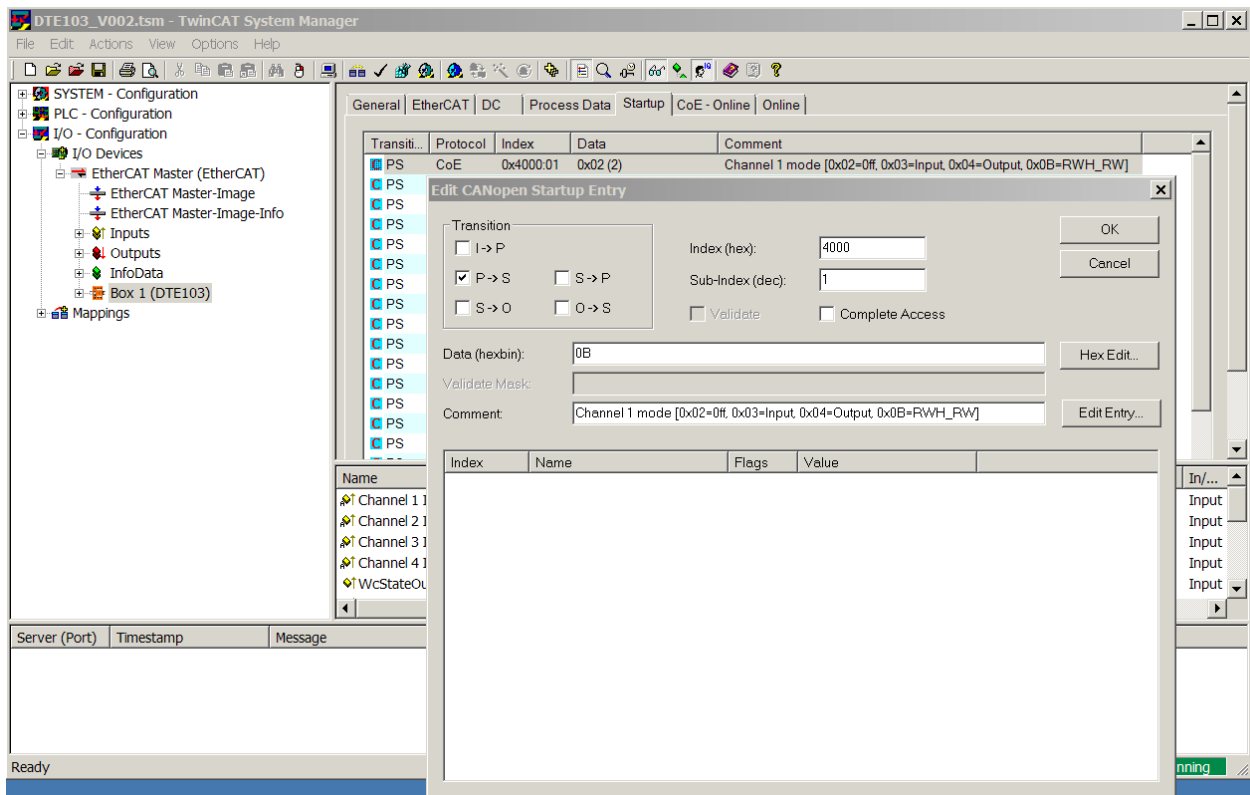 DTE103_V002.tsm - TwinCAT System Manager
File Edit Actions View Options Help
SYSTEM - Configuration
PLC - Configuration
I/O - Configuration
I/O Devices
EtherCAT Master (EtherCAT)
EtherCAT Master-Image
EtherCAT Master-Image-Info
Inputs
Outputs
InfoData
Box 1 (DTE103)
Mappings
General EtherCAT DC Process Data Startup CoE - Online Online
Transiti... Protocol Index Data Comment
C PS CoE 0x4000:01 0x02 (2) Channel 1 mode [0x02=0ff, 0x03=Input, 0x04=Output, 0x0B=RWH_RW]
C PS
C PS
C PS
C PS
C PS
C PS
C PS
C PS
C PS
C PS
C PS
C PS
C PS
C PS
Edit CANopen Startup Entry
Transition
I -> P
P -> S
S -> P
S -> O
O -> S
Index (hex): 4000
Sub-Index (dec): 1
Validate
Complete Access
OK
Cancel
Data (hexbin): 0B
Hex Edit...
Validate Mask:
Comment: Channel 1 mode [0x02=0ff, 0x03=Input, 0x04=Output, 0x0B=RWH_RW]
Edit Entry...
Index Name Flags Value
Name In/...
Channel 1 Input
Channel 2 Input
Channel 3 Input
Channel 4 Input
WcStateOu Input
Server (Port) Timestamp Message
Ready
nning